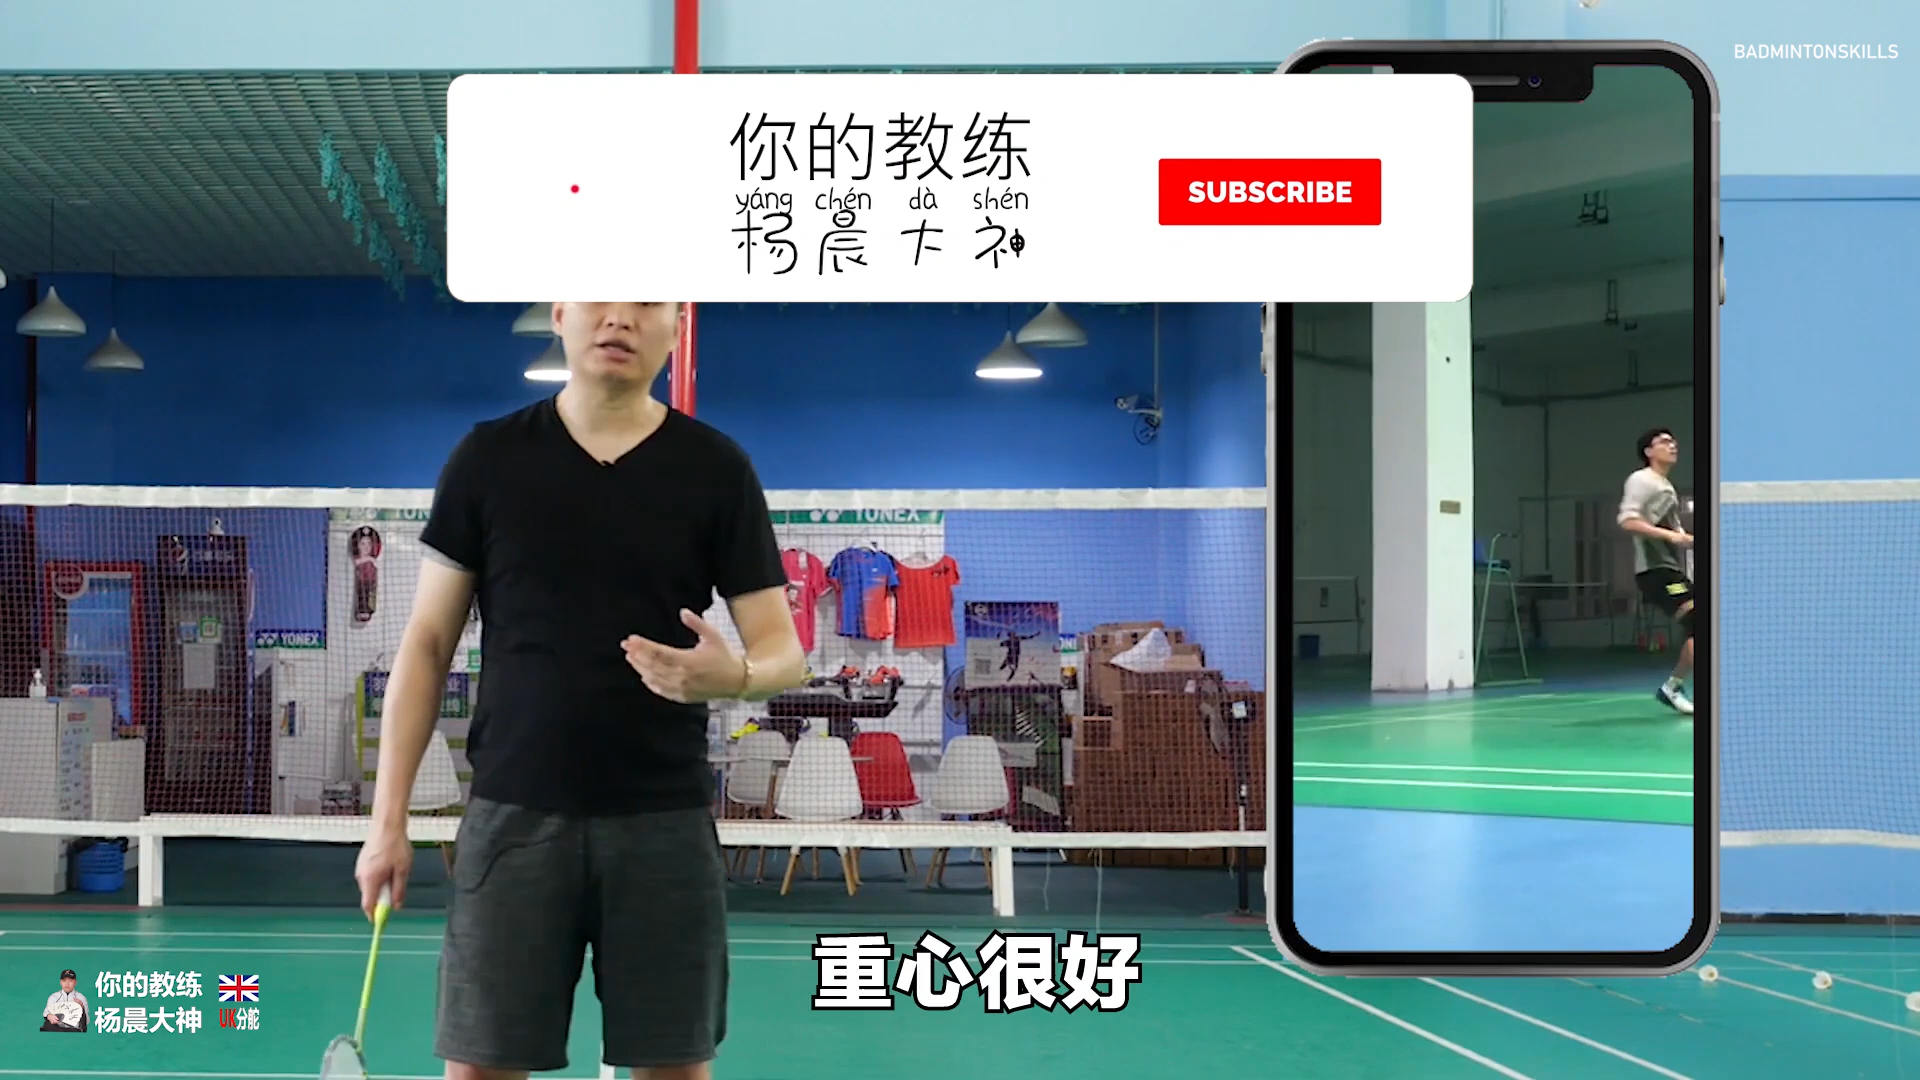 BADMINTONSKILLS
你的教练
yáng chén dà shén
杨晨大神
SUBSCRIBE
YONEX
YONEX
YONEX
重心很好
你的教练
杨晨大神
UK分舵